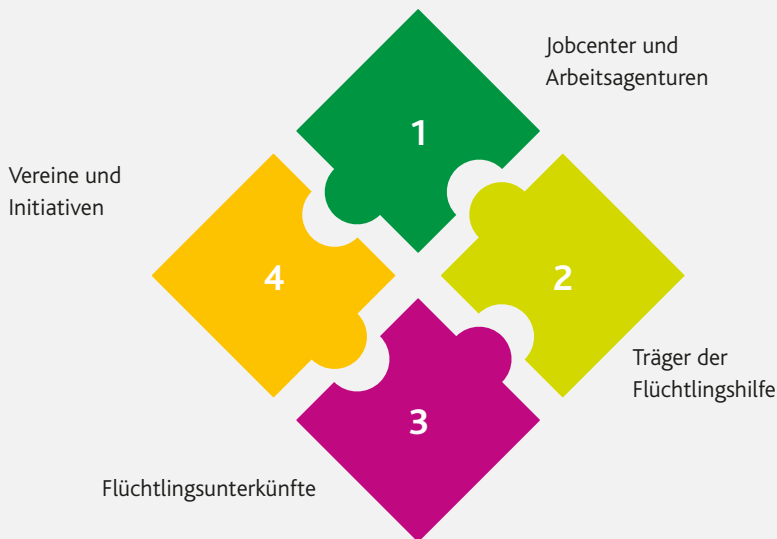 Jobcenter und
Arbeitsagenturen
1
Vereine und
Initiativen
4
2
Träger der
Flüchtlingshilfe
3
Flüchtlingsunterkünfte